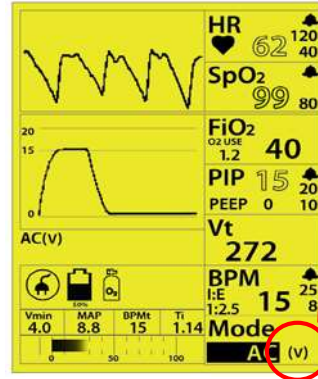 HR
62
120
40
SpO2
99
80
FiO2
O2 USE
1.2
40
PIP
15
20
PEEP 0
10
Vt
272
BPM
I:E
1:2.5
15
25
8
Mode
AC (v)
20
15
0
AC(v)
50%
O2
Vmin MAP BPMt Ti
4.0 8.8 15 1.14
0 50 100